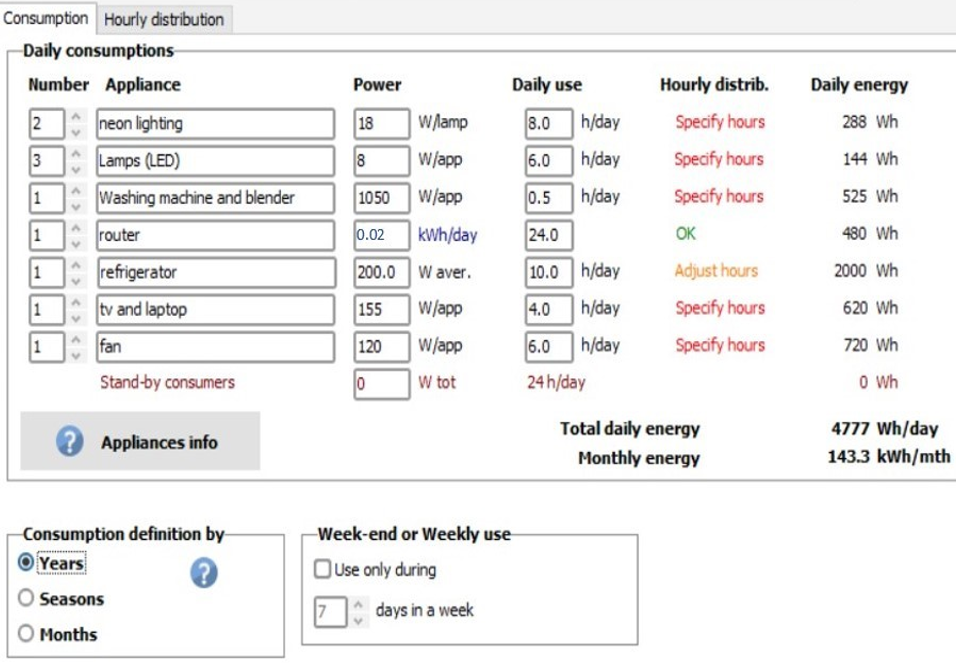 Consumption Hourly distribution
Daily consumptions
Number Appliance Power Daily use Hourly distrib. Daily energy
2 neon lighting 18 W/lamp 8.0 h/day Specify hours 288 Wh
3 Lamps (LED) 8 W/app 6.0 h/day Specify hours 144 Wh
1 Washing machine and blender 1050 W/app 0.5 h/day Specify hours 525 Wh
1 router 0.02 kWh/day 24.0 OK 480 Wh
1 refrigerator 200.0 W aver. 10.0 h/day Adjust hours 2000 Wh
1 tv and laptop 155 W/app 4.0 h/day Specify hours 620 Wh
1 fan 120 W/app 6.0 h/day Specify hours 720 Wh
Stand-by consumers 0 W tot 24 h/day 0 Wh
? Appliances info
Total daily energy 4777 Wh/day
Monthly energy 143.3 kWh/mth
Consumption definition by
Years ?
Seasons
Months
Week-end or Weekly use
Use only during
7 days in a week